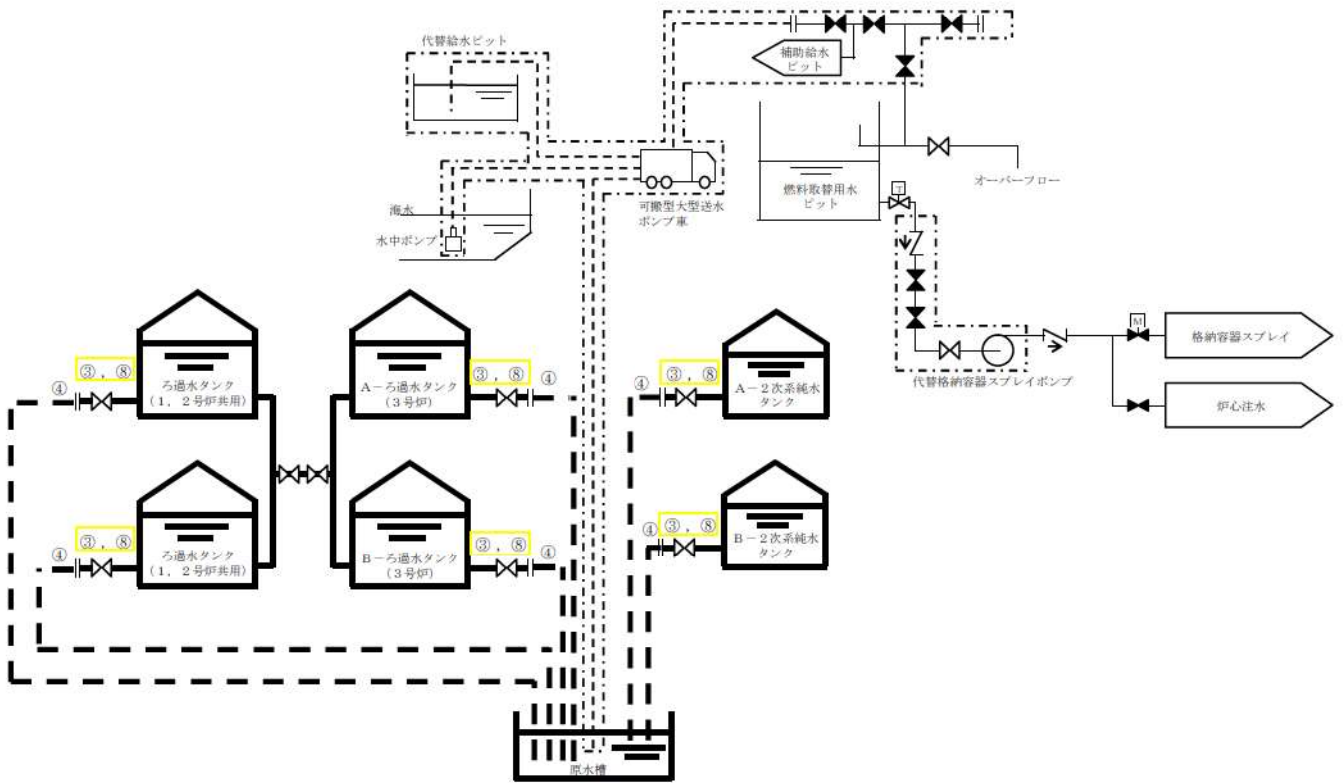 代替給水ピット
補助給水
ピット
オーバーフロー
燃料取替用水
ピット
T
可搬型大型送水
ポンプ車
海水
水中ポンプ
M
格納容器スプレイ
代替格納容器スプレイポンプ
炉心注水
③，⑧
④
ろ過水タンク
（１，２号炉共用）
③，⑧
④
Ａ－ろ過水タンク
（３号炉）
③，⑧
④
Ａ－２次系純水
タンク
③，⑧
④
ろ過水タンク
（１，２号炉共用）
③，⑧
④
Ｂ－ろ過水タンク
（３号炉）
③，⑧
④
Ｂ－２次系純水
タンク
原水槽